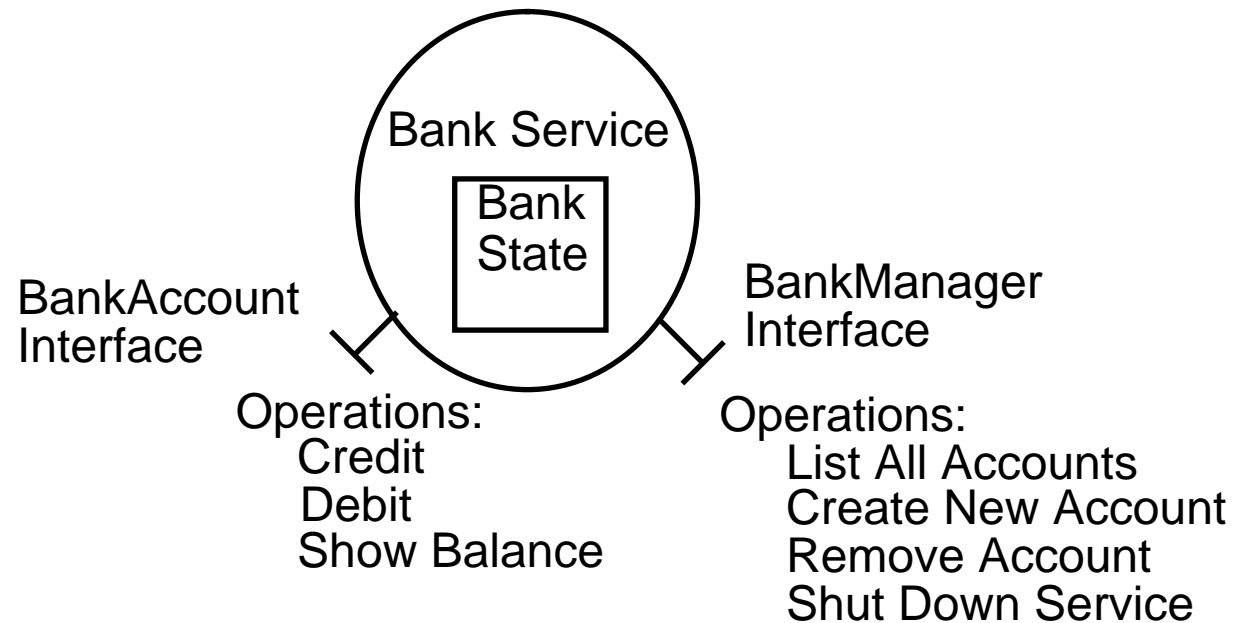 Bank Service
Bank
State
BankAccount
Interface
BankManager
Interface
Operations:
Credit
Debit
Show Balance
Operations:
List All Accounts
Create New Account
Remove Account
Shut Down Service